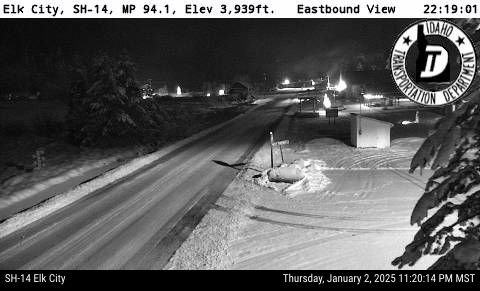 Elk City, SH-14, MP 94.1, Elev 3,939ft. Eastbound View 22:19:01
IDAHO
TRANSPORTATION DEPARTMENT
SH-14 Elk City Thursday, January 2, 2025 11:20:14 PM MST